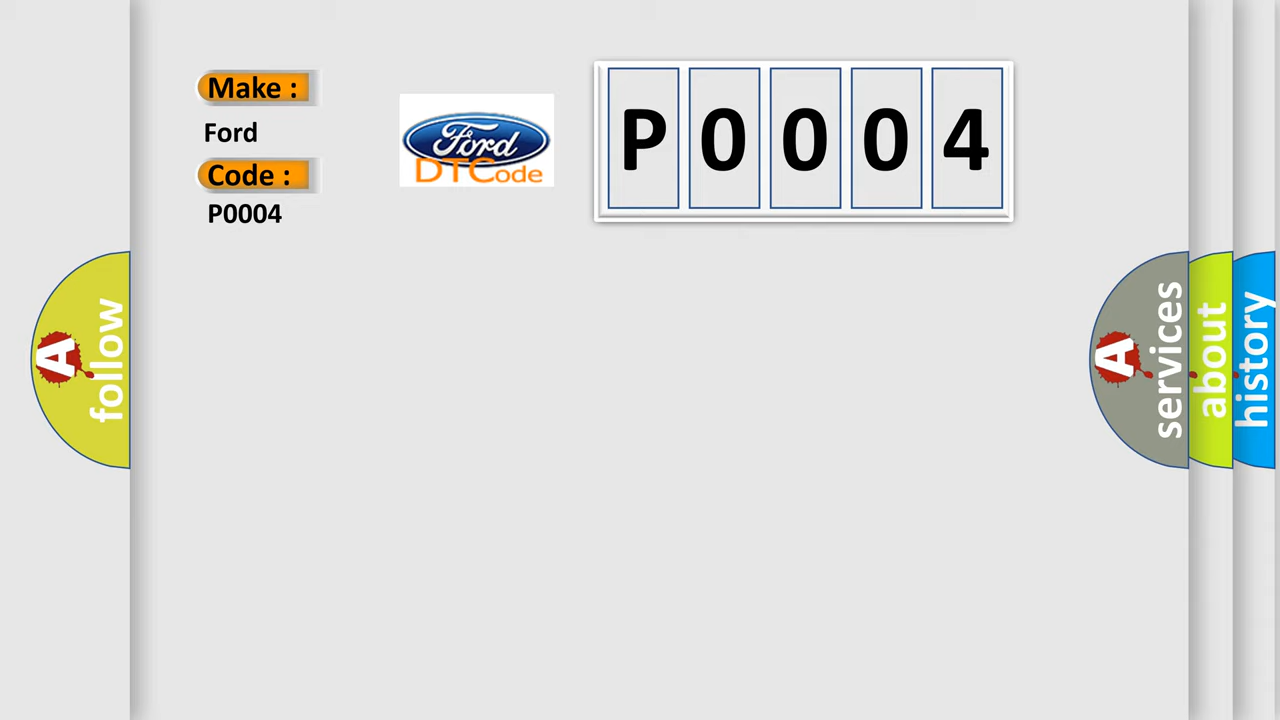 Make :
Ford
Code :
P0004
Ford
DTCode
P0004
A
follow
A
services
about
history